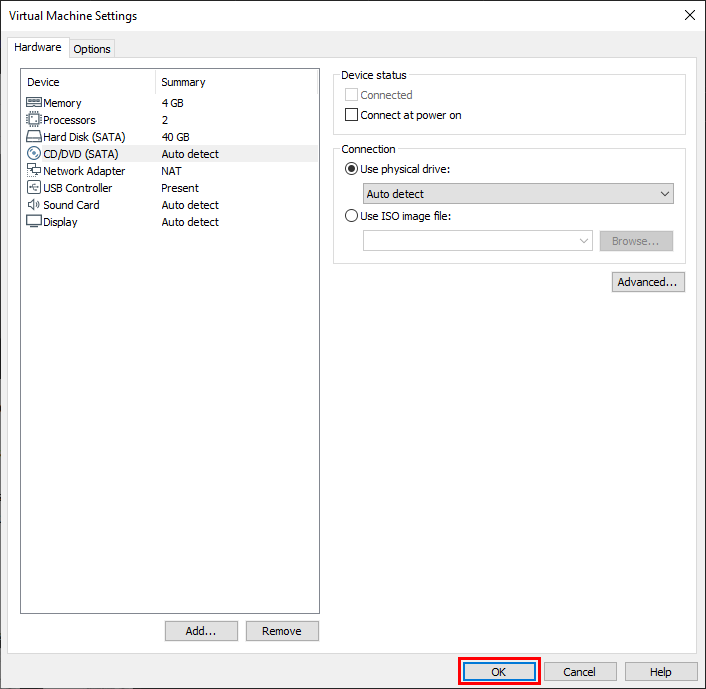 Virtual Machine Settings
Hardware Options
Device Summary
Memory 4 GB
Processors 2
Hard Disk (SATA) 40 GB
CD/DVD (SATA) Auto detect
Network Adapter NAT
USB Controller Present
Sound Card Auto detect
Display Auto detect
Add... Remove
Device status
Connected
Connect at power on
Connection
Use physical drive:
Auto detect
Use ISO image file:
Browse...
Advanced...
OK Cancel Help